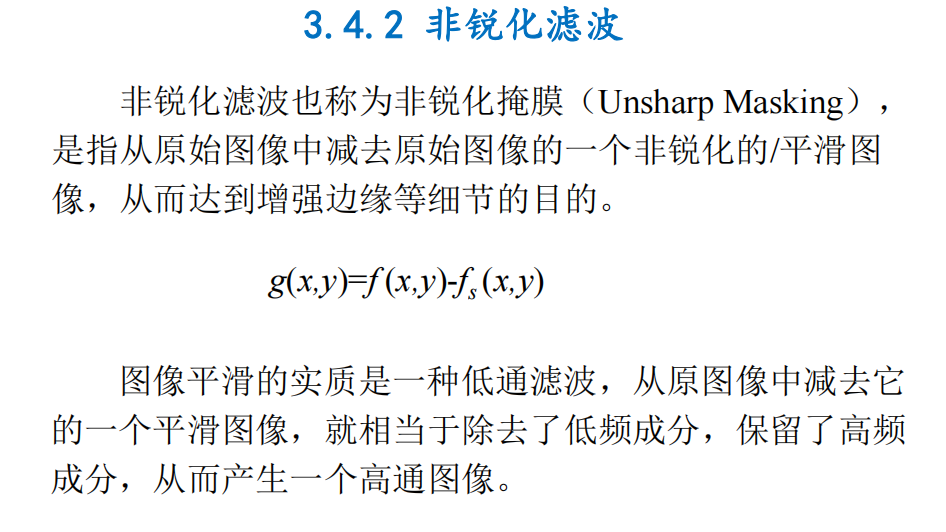 3.4.2 非锐化滤波
非锐化滤波也称为非锐化掩膜（Unsharp Masking），
是指从原始图像中减去原始图像的一个非锐化的/平滑图
像，从而达到增强边缘等细节的目的。
g(x,y)=f(x,y)-fs(x,y)
图像平滑的实质是一种低通滤波，从原图像中减去它
的一个平滑图像，就相当于除去了低频成分，保留了高频
成分，从而产生一个高通图像。